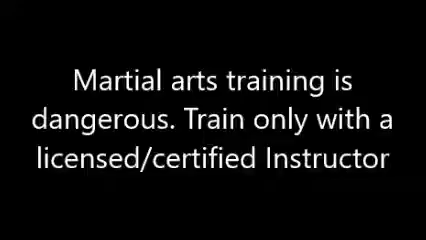 Martial arts training is
dangerous. Train only with a
licensed/certified Instructor